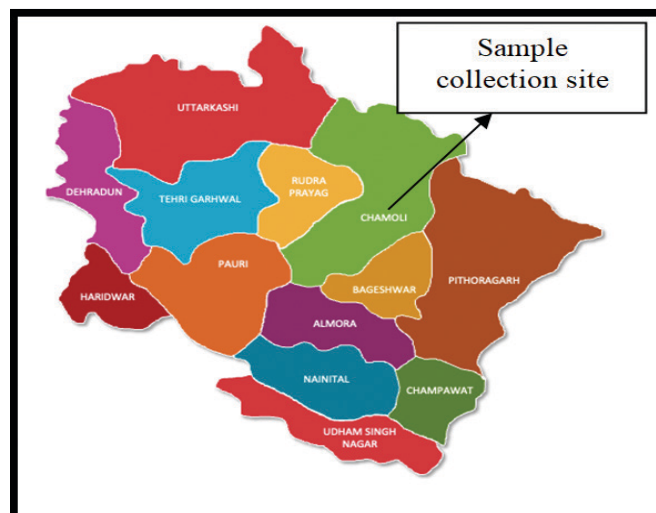 Sample
collection site
UTTARKASHI
DEHRADUN
TEHRI GARHWAL
RUDRA
PRAYAG
CHAMOLI
HARIDWAR
PAURI
BAGESHWAR
PITHORAGARH
ALMORA
NAINITAL
CHAMPAWAT
UDHAM SINGH
NAGAR